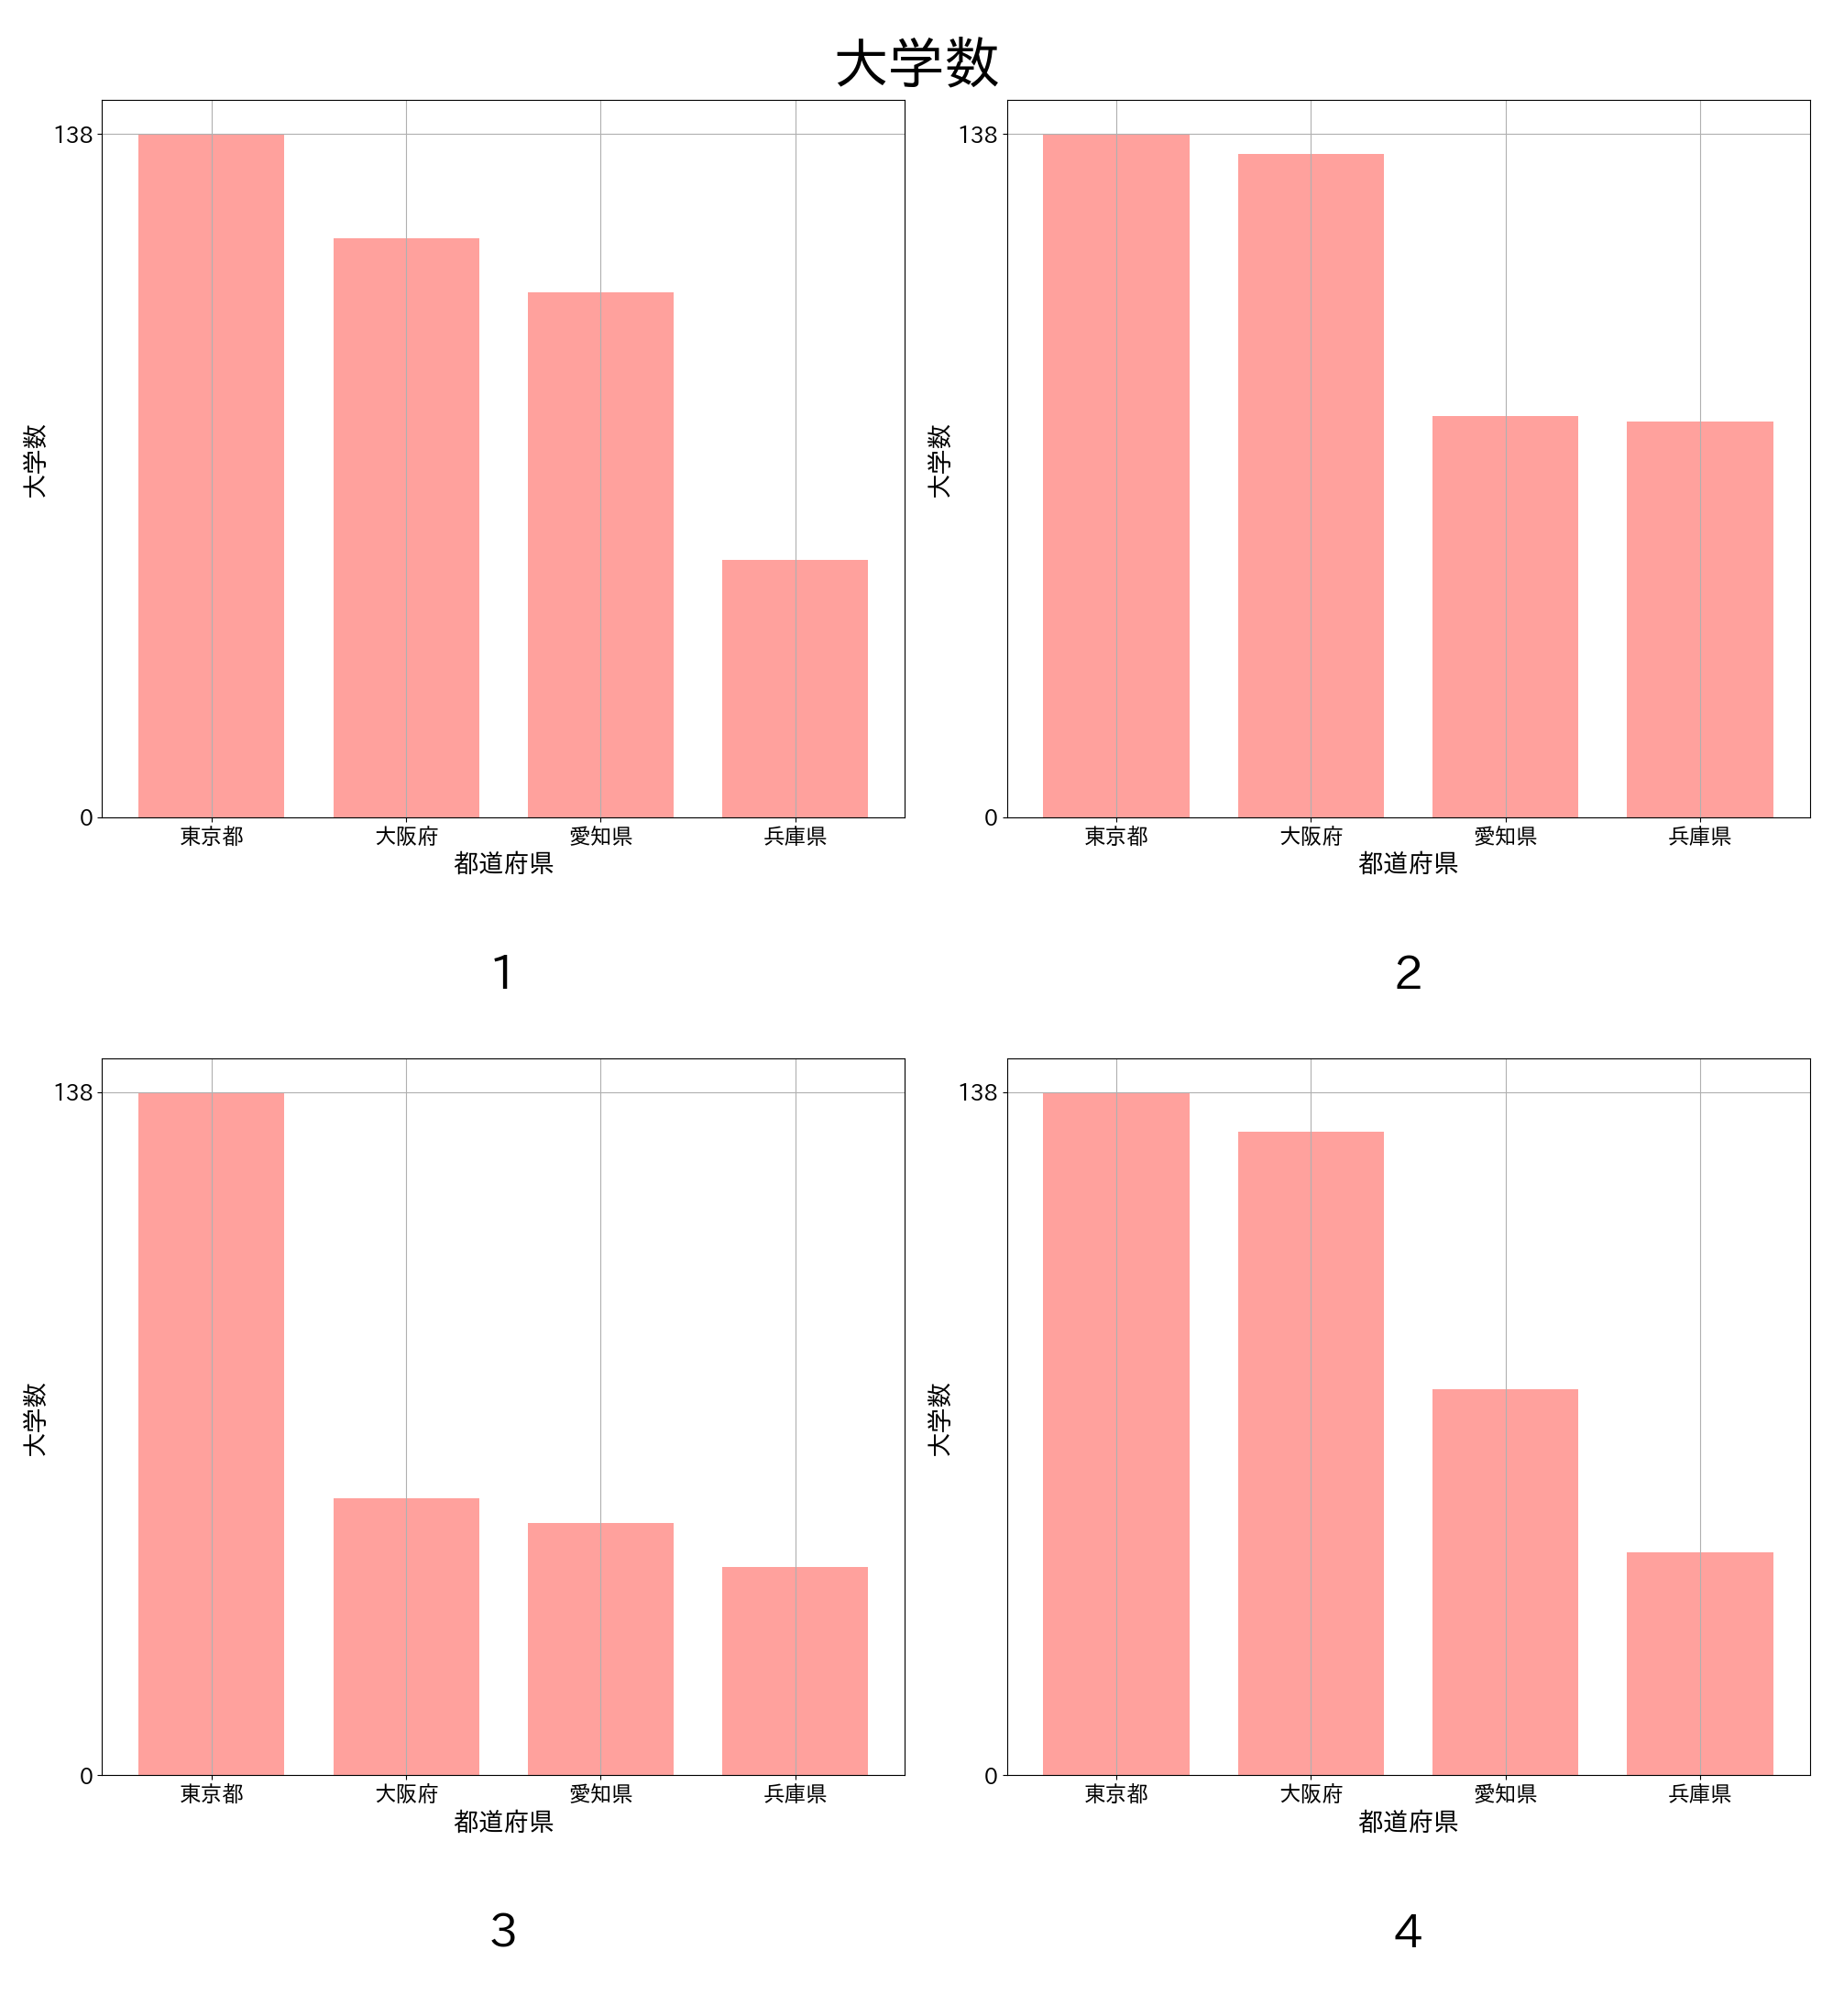 大学数
138
0
大学数
東京都 大阪府 愛知県 兵庫県
都道府県
1
138
0
大学数
東京都 大阪府 愛知県 兵庫県
都道府県
2
138
0
大学数
東京都 大阪府 愛知県 兵庫県
都道府県
3
138
0
大学数
東京都 大阪府 愛知県 兵庫県
都道府県
4